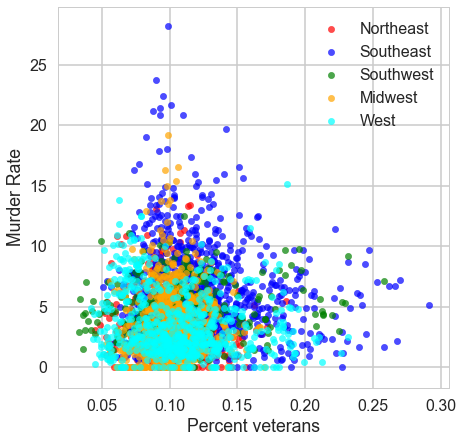 Northeast
Southeast
Southwest
Midwest
West
25
20
15
10
5
0
Murder Rate
0.05 0.10 0.15 0.20 0.25 0.30
Percent veterans